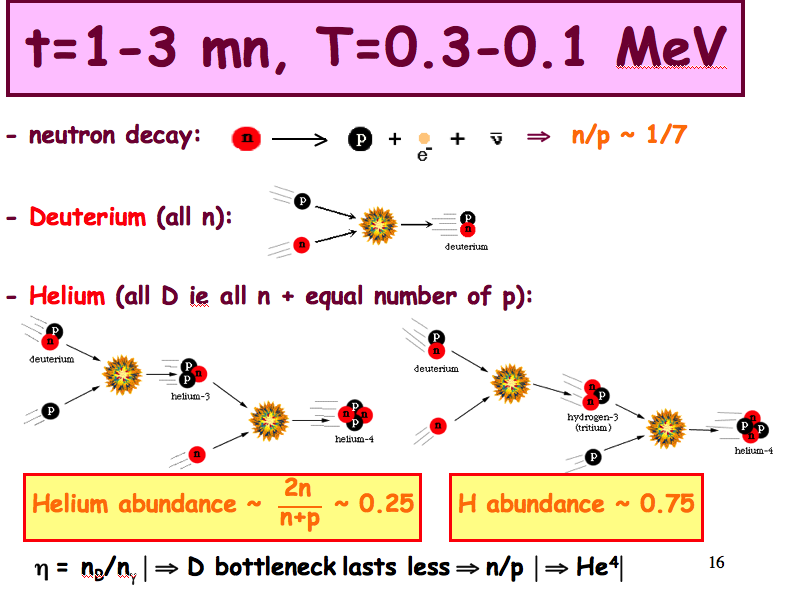 t=1-3 mn, T=0.3-0.1 MeV
- neutron decay: n → p + e⁻ + ν̄ ⇒ n/p ~ 1/7
- Deuterium (all n):
p
n
p
n
deuterium
- Helium (all D ie all n + equal number of p):
p
n
deuterium
p
p
n
p
helium-3
n
p
n
n
p
helium-4
p
n
deuterium
n
n
p
n
hydrogen-3
(tritium)
p
n
p
p
n
helium-4
Helium abundance ~ 2n/n+p ~ 0.25
H abundance ~ 0.75
η = n_B/n_γ | ⇒ D bottleneck lasts less ⇒ n/p | ⇒ He⁴|
16